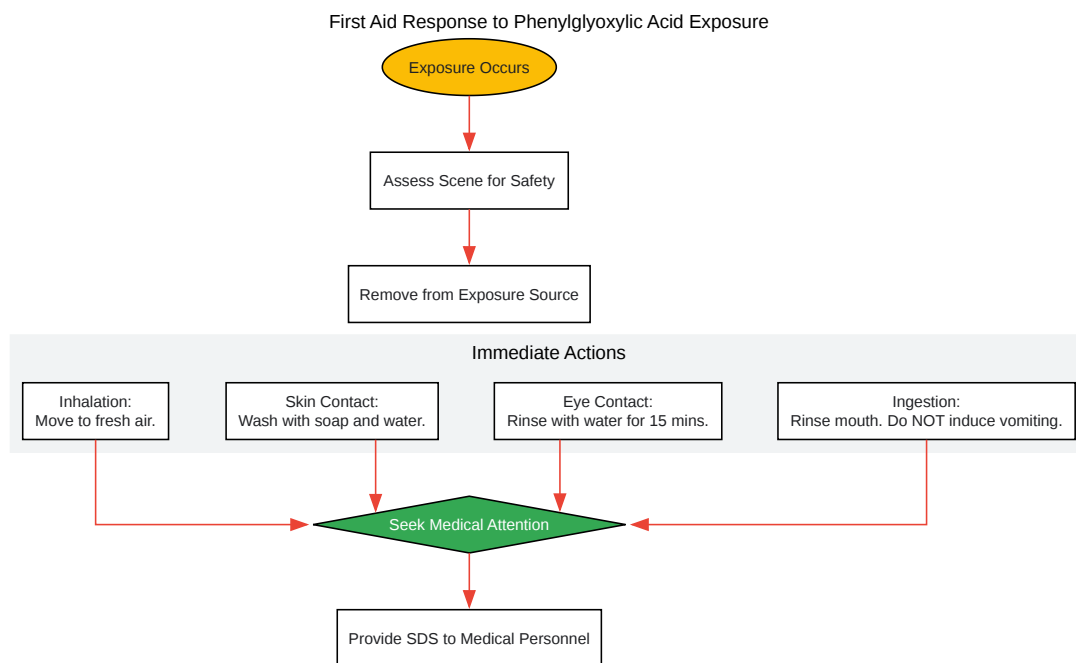 First Aid Response to Phenylglyoxylic Acid Exposure
Exposure Occurs
Assess Scene for Safety
Remove from Exposure Source
Immediate Actions
Inhalation:
Move to fresh air.
Skin Contact:
Wash with soap and water.
Eye Contact:
Rinse with water for 15 mins.
Ingestion:
Rinse mouth. Do NOT induce vomiting.
Seek Medical Attention
Provide SDS to Medical Personnel